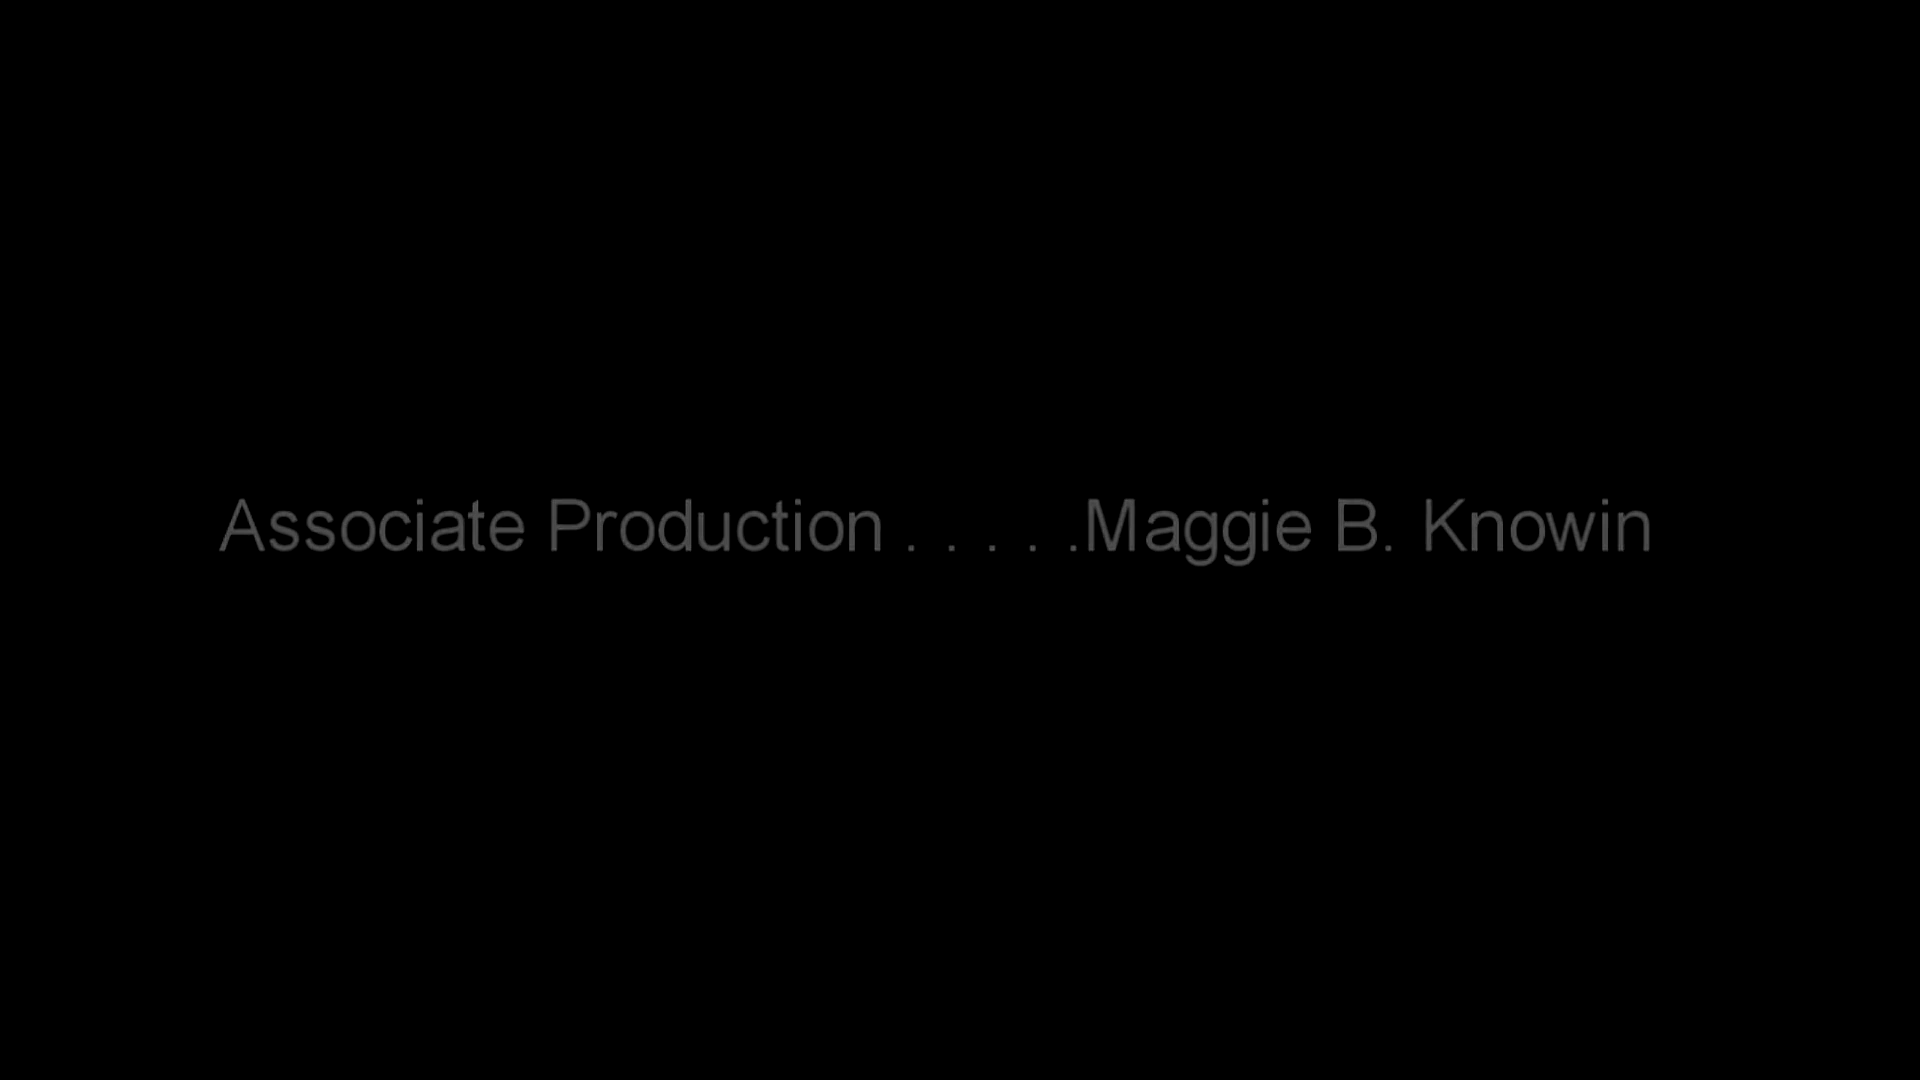 Associate Production . . . . .Maggie B. Knowin